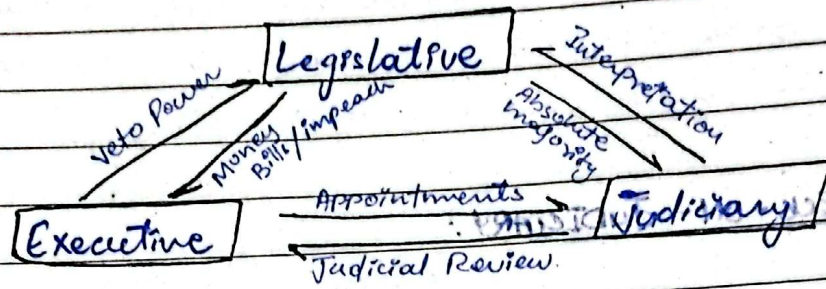 Legislative
Veto Power
Money
Bills/impeach
Absolute
majority
Interpretation
Executive
Appointments
Judiciary
Judicial Review.